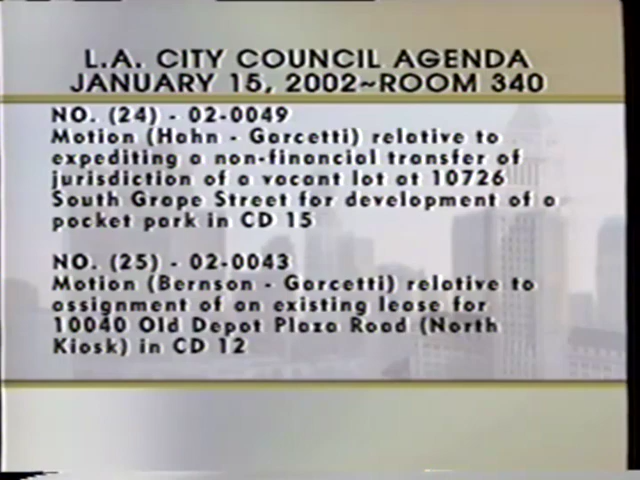 L.A. CITY COUNCIL AGENDA
JANUARY 15, 2002~ROOM 340
NO. (24) - 02-0049
Motion (Hahn - Garcetti) relative to
expediting a non-financial transfer of
jurisdiction of a vacant lot at 10726
South Grape Street for development of a
pocket park in CD 15
NO. (25) - 02-0043
Motion (Bernson - Garcetti) relative to
assignment of an existing lease for
10040 Old Depot Plaza Road (North
Kiosk) in CD 12